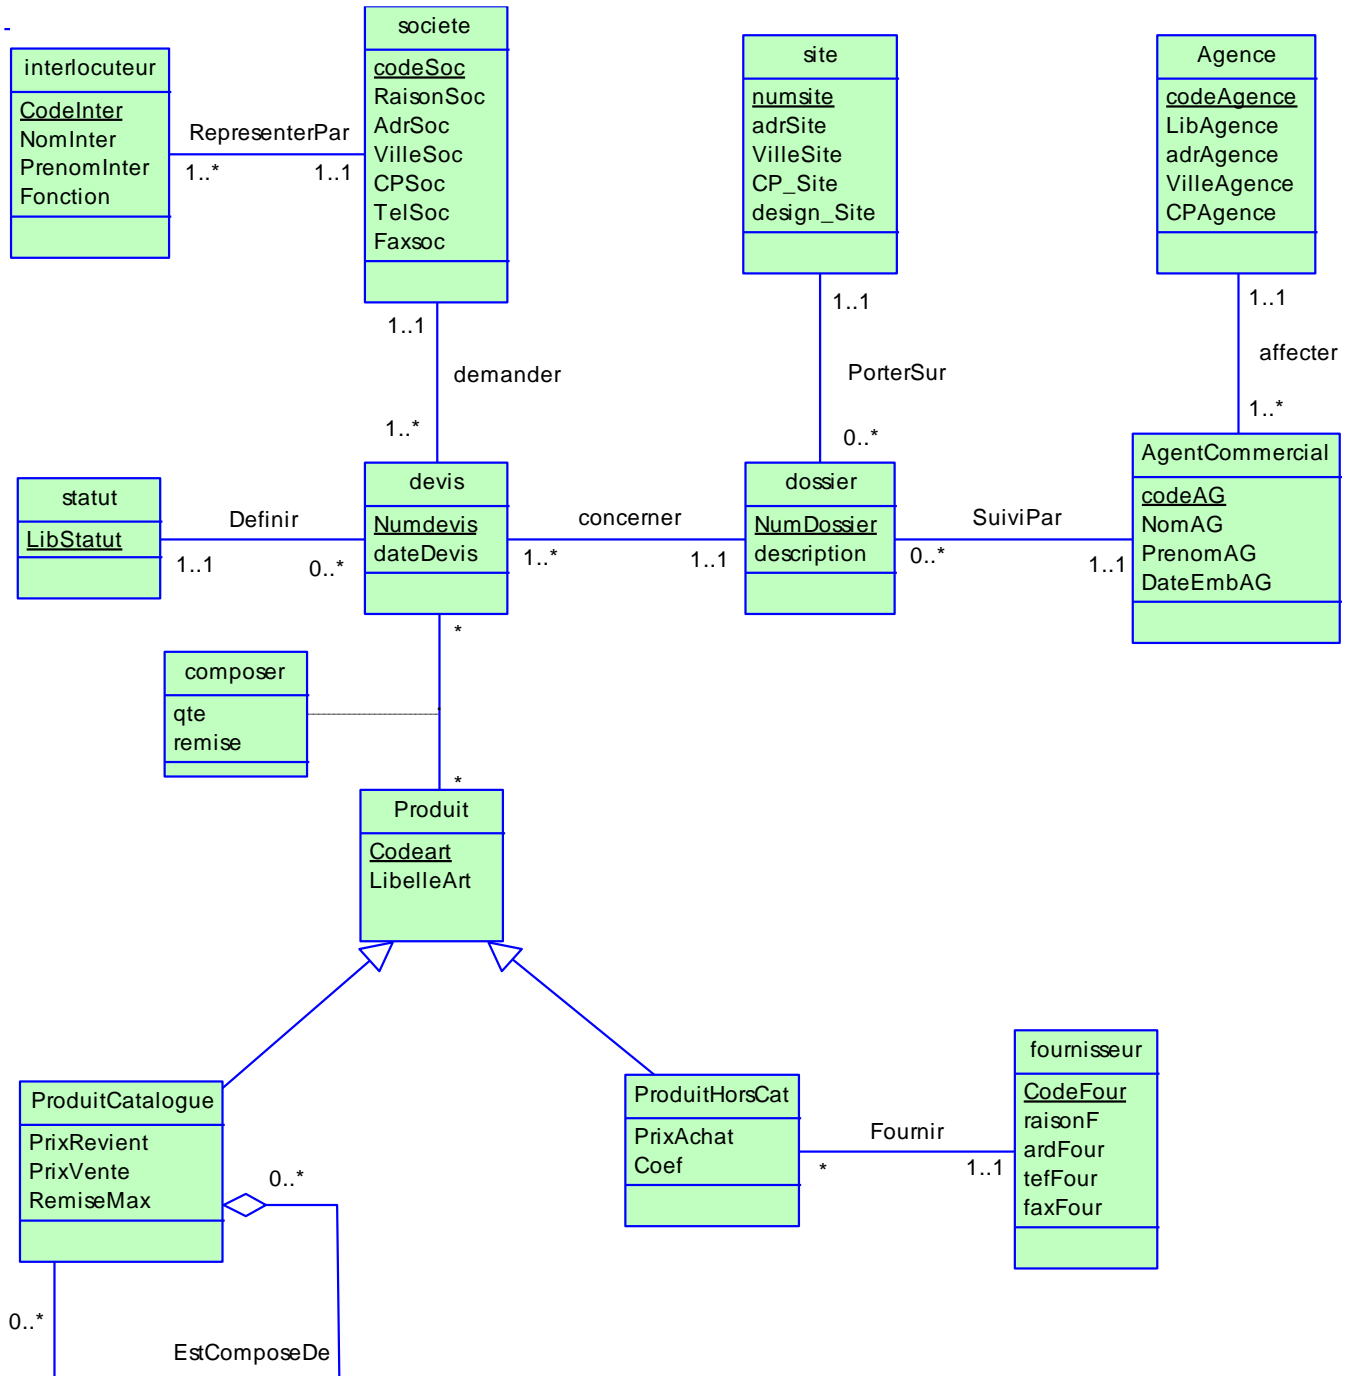 societe
codeSoc
RaisonSoc
AdrSoc
VilleSoc
CPSoc
TelSoc
Faxsoc
interlocuteur
CodeInter
NomInter
PrenomInter
Fonction
RepresenterPar
1..*
1..1
site
numsite
adrSite
VilleSite
CP_Site
design_Site
Agence
codeAgence
LibAgence
adrAgence
VilleAgence
CPAgence
1..1
demander
1..*
1..1
PorterSur
0..*
1..1
affecter
1..*
statut
LibStatut
Definir
1..1
0..*
devis
Numdevis
dateDevis
concerner
1..*
1..1
dossier
NumDossier
description
SuiviPar
0..*
1..1
AgentCommercial
codeAG
NomAG
PrenomAG
DateEmbAG
*
composer
qte
remise
*
Produit
Codeart
LibelleArt
ProduitCatalogue
PrixRevient
PrixVente
RemiseMax
0..*
0..*
EstComposeDe
ProduitHorsCat
PrixAchat
Coef
Fournir
*
1..1
fournisseur
CodeFour
raisonF
ardFour
tefFour
faxFour